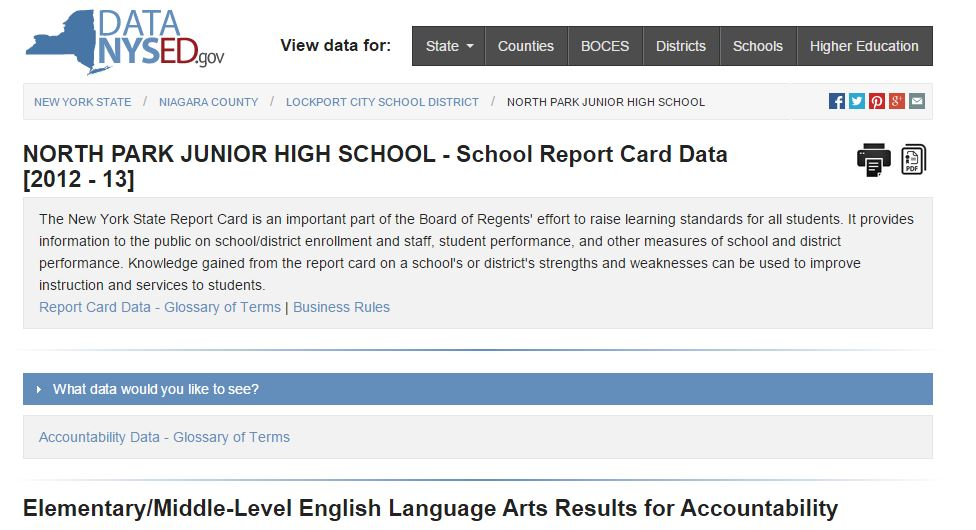 DATA
NYSED.gov
View data for:
State
Counties
BOCES
Districts
Schools
Higher Education
NEW YORK STATE / NIAGARA COUNTY / LOCKPORT CITY SCHOOL DISTRICT / NORTH PARK JUNIOR HIGH SCHOOL
NORTH PARK JUNIOR HIGH SCHOOL - School Report Card Data
[2012 - 13]
PDF
The New York State Report Card is an important part of the Board of Regents' effort to raise learning standards for all students. It provides
information to the public on school/district enrollment and staff, student performance, and other measures of school and district
performance. Knowledge gained from the report card on a school's or district's strengths and weaknesses can be used to improve
instruction and services to students.
Report Card Data - Glossary of Terms | Business Rules
What data would you like to see?
Accountability Data - Glossary of Terms
Elementary/Middle-Level English Language Arts Results for Accountability